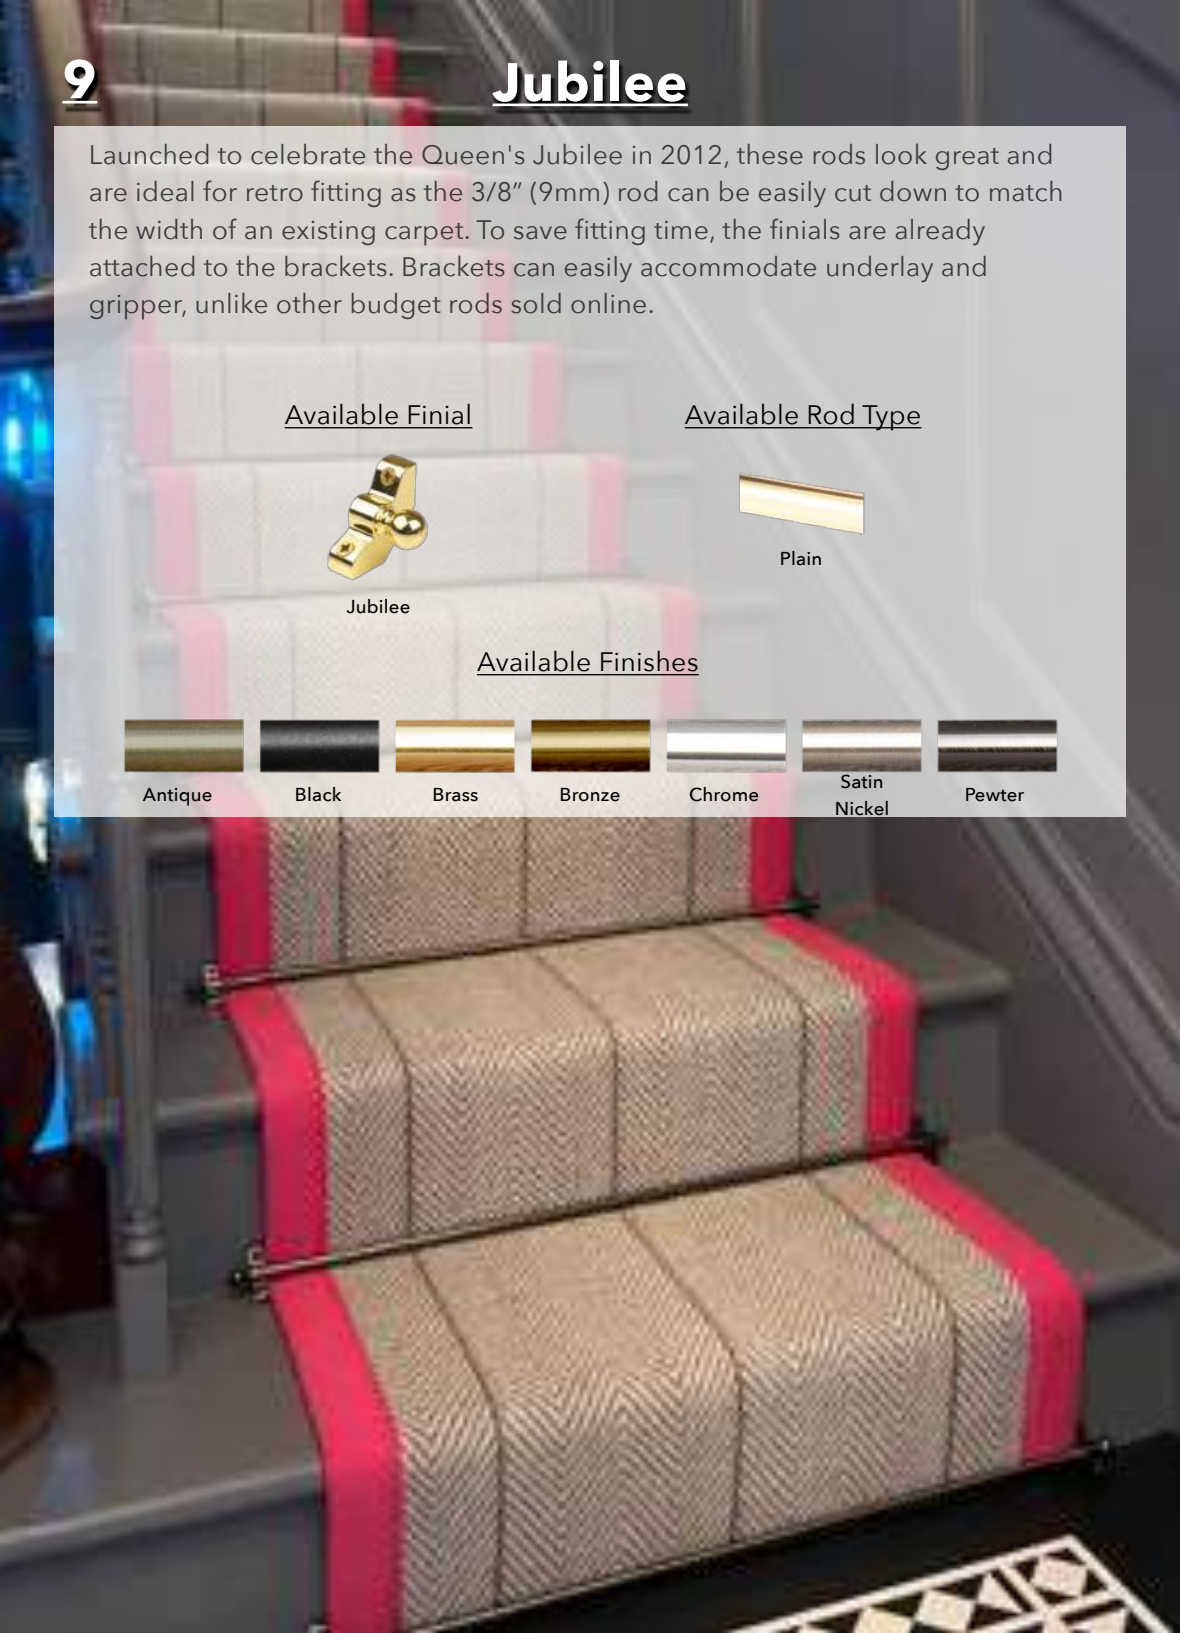 9
Jubilee
Launched to celebrate the Queen's Jubilee in 2012, these rods look great and
are ideal for retro fitting as the 3/8” (9mm) rod can be easily cut down to match
the width of an existing carpet. To save fitting time, the finials are already
attached to the brackets. Brackets can easily accommodate underlay and
gripper, unlike other budget rods sold online.
Available Finial
Available Rod Type
Jubilee
Plain
Available Finishes
Antique
Black
Brass
Bronze
Chrome
Satin
Nickel
Pewter